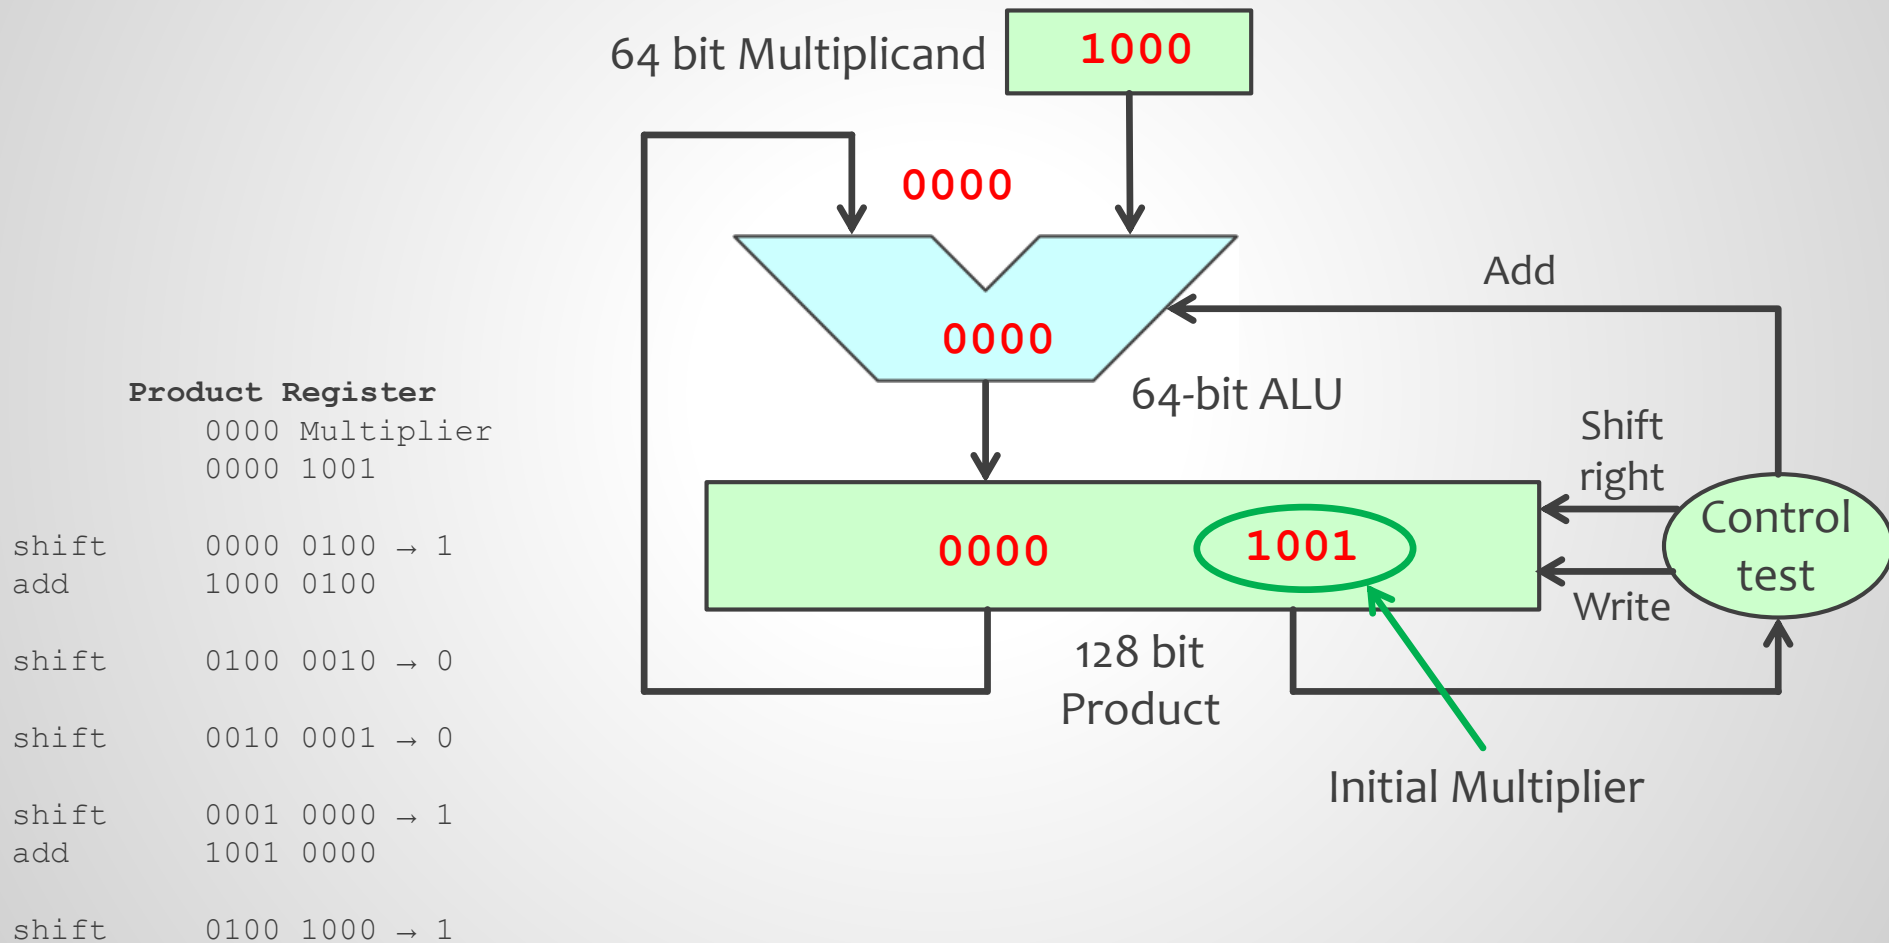 64 bit Multiplicand
1000
0000
Add
0000
64-bit ALU
Product Register
0000 Multiplier
0000 1001
shift 0000 0100 → 1
add 1000 0100
shift 0100 0010 → 0
shift 0010 0001 → 0
shift 0001 0000 → 1
add 1001 0000
shift 0100 1000 → 1
Shift
right
Control
test
Write
0000
1001
128 bit
Product
Initial Multiplier